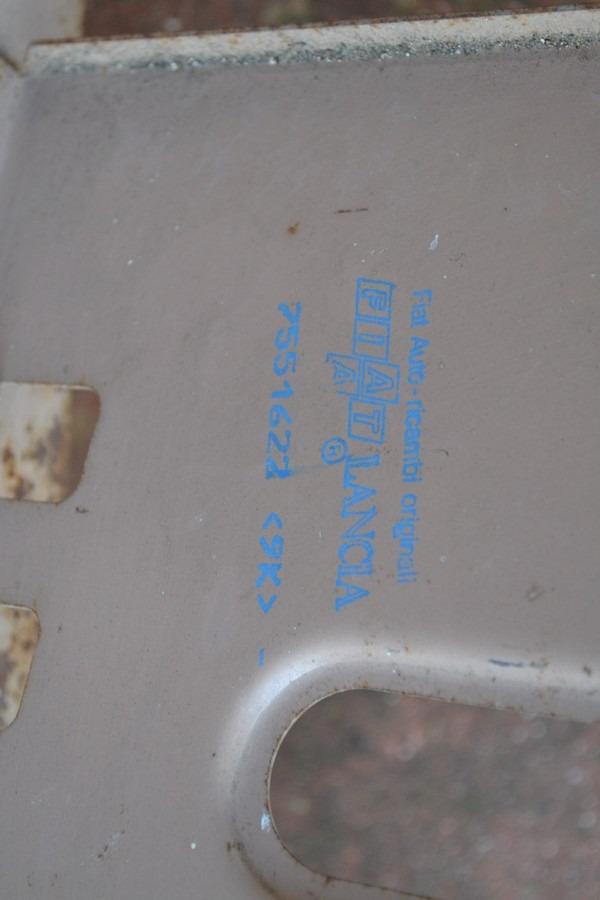 Fiat Auto-ricambi originali
FIAT LANCIA
A ®
7551622 <9K> -